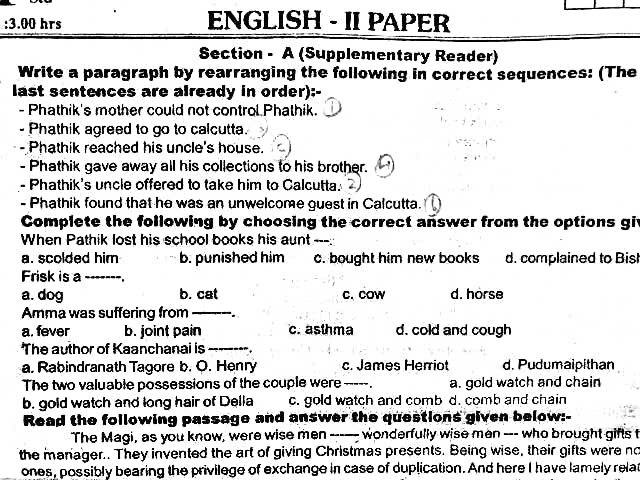 Std
:3.00 hrs
ENGLISH - II PAPER
Section - A (Supplementary Reader)
Write a paragraph by rearranging the following in correct sequences: (The
last sentences are already in order):-
- Phathik's mother could not control Phathik. 1
- Phathik agreed to go to calcutta. 3
- Phathik reached his uncle's house.
- Phathik gave away all his collections to his brother. 4
- Phathik's uncle offered to take him to Calcutta. 2
- Phathik found that he was an unwelcome guest in Calcutta.
Complete the following by choosing the correct answer from the options giv
When Pathik lost his school books his aunt ---:
a. scolded him b. punished him c. bought him new books d. complained to Bish
Frisk is a -------.
a. dog b. cat c. cow d. horse
Amma was suffering from -------.
a. fever b. joint pain c. asthma d. cold and cough
The author of Kaanchanai is --------.
a. Rabindranath Tagore b. O. Henry c. James Herriot d. Pudumaipithan
The two valuable possessions of the couple were -----. a. gold watch and chain
b. gold watch and long hair of Della c. gold watch and comb d. comb and chain
Read the following passage and answer the questions given below:-
The Magi, as you know, were wise men ------ wonderfully wise men --- who brought gifts t
the manager.. They invented the art of giving Christmas presents. Being wise, their gifts were no
ones, possibly bearing the privilege of exchange in case of duplication. And here I have lamely relat